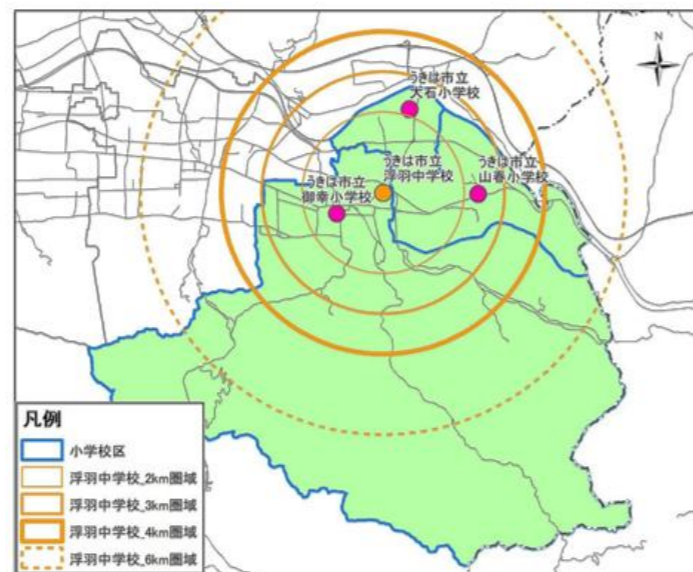 N
うきは市立
大石小学校
うきは市立
浮羽中学校
うきは市立
山春小学校
うきは市立
御幸小学校
凡例
小学校区
浮羽中学校_2km圏域
浮羽中学校_3km圏域
浮羽中学校_4km圏域
浮羽中学校_6km圏域